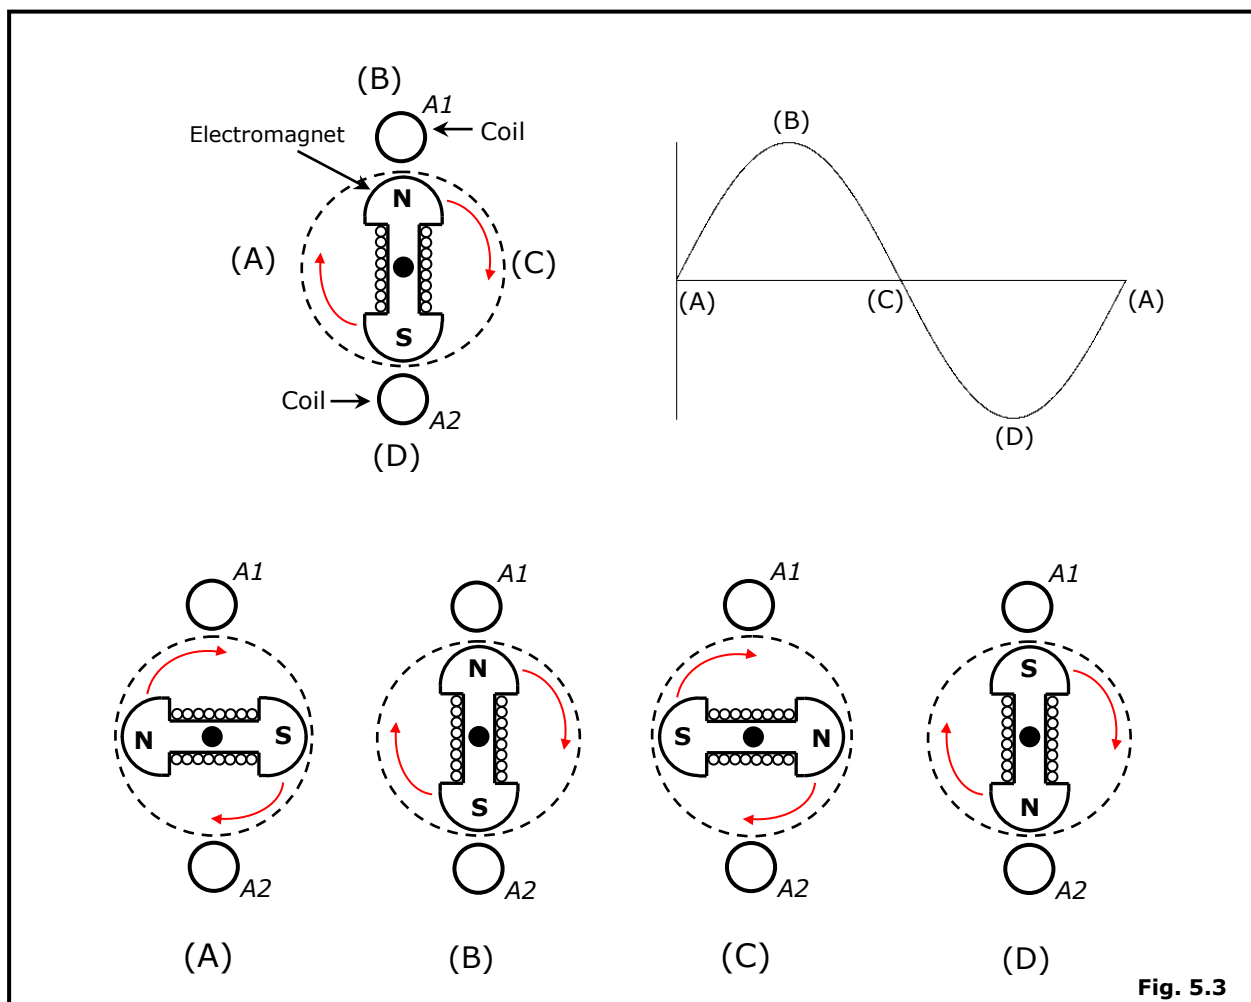 (B)
A1
Electromagnet
Coil
N
(A)
(C)
S
Coil
A2
(D)
(B)
(A)
(C)
(A)
(D)
A1
N
S
A2
(A)
A1
N
S
A2
(B)
A1
S
N
A2
(C)
A1
S
N
A2
(D)
Fig. 5.3